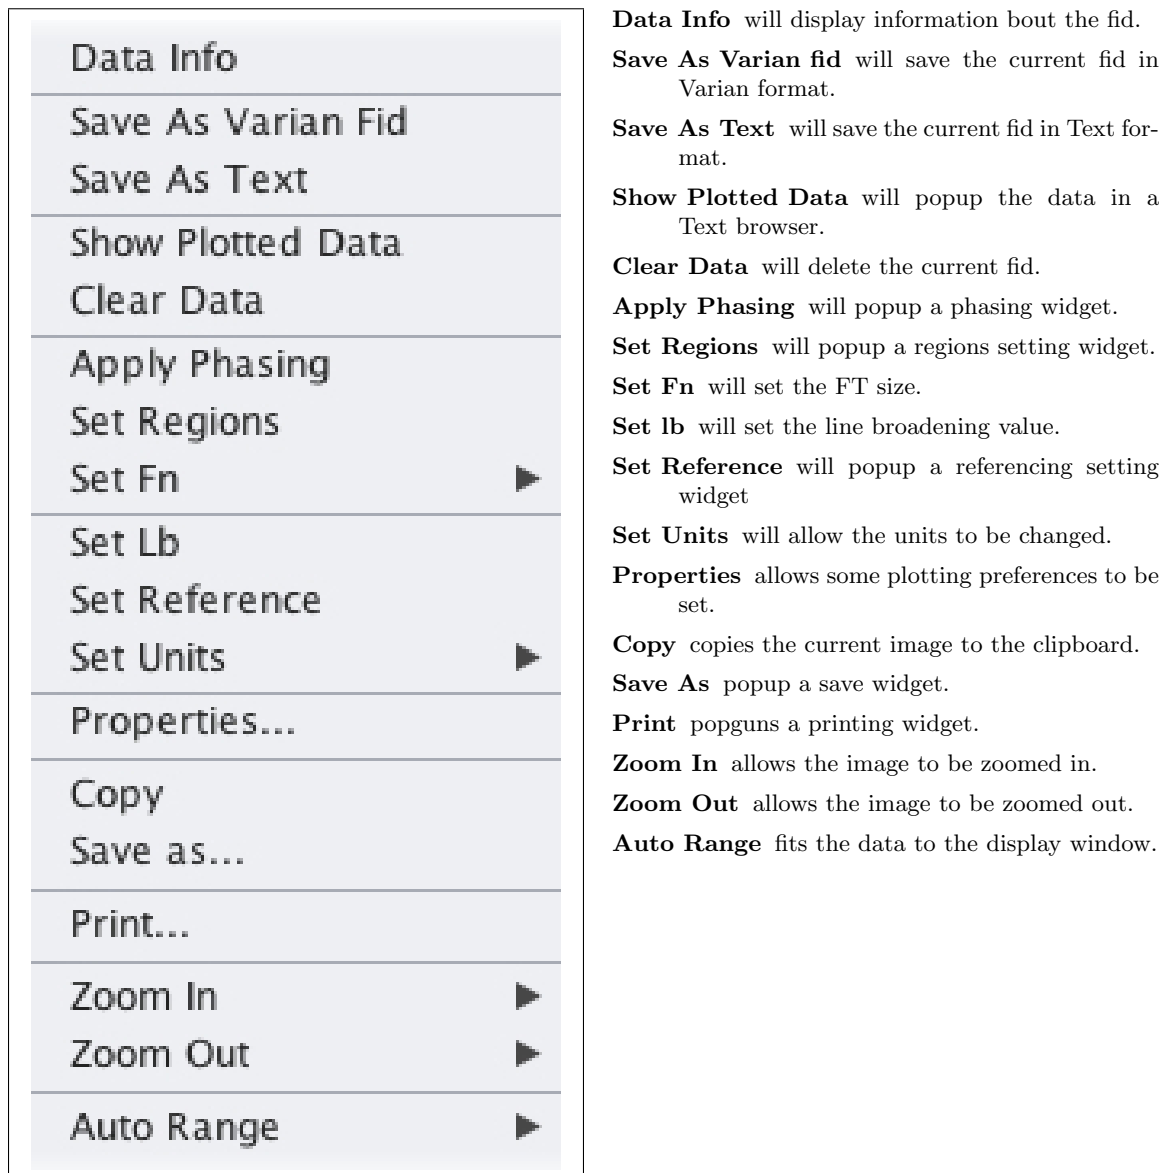 Data Info
Save As Varian Fid
Save As Text
Show Plotted Data
Clear Data
Apply Phasing
Set Regions
Set Fn
Set Lb
Set Reference
Set Units
Properties...
Copy
Save as...
Print...
Zoom In
Zoom Out
Auto Range
Data Info will display information bout the fid.
Save As Varian fid will save the current fid in
Varian format.
Save As Text will save the current fid in Text for-
mat.
Show Plotted Data will popup the data in a
Text browser.
Clear Data will delete the current fid.
Apply Phasing will popup a phasing widget.
Set Regions will popup a regions setting widget.
Set Fn will set the FT size.
Set lb will set the line broadening value.
Set Reference will popup a referencing setting
widget
Set Units will allow the units to be changed.
Properties allows some plotting preferences to be
set.
Copy copies the current image to the clipboard.
Save As popup a save widget.
Print popguns a printing widget.
Zoom In allows the image to be zoomed in.
Zoom Out allows the image to be zoomed out.
Auto Range fits the data to the display window.